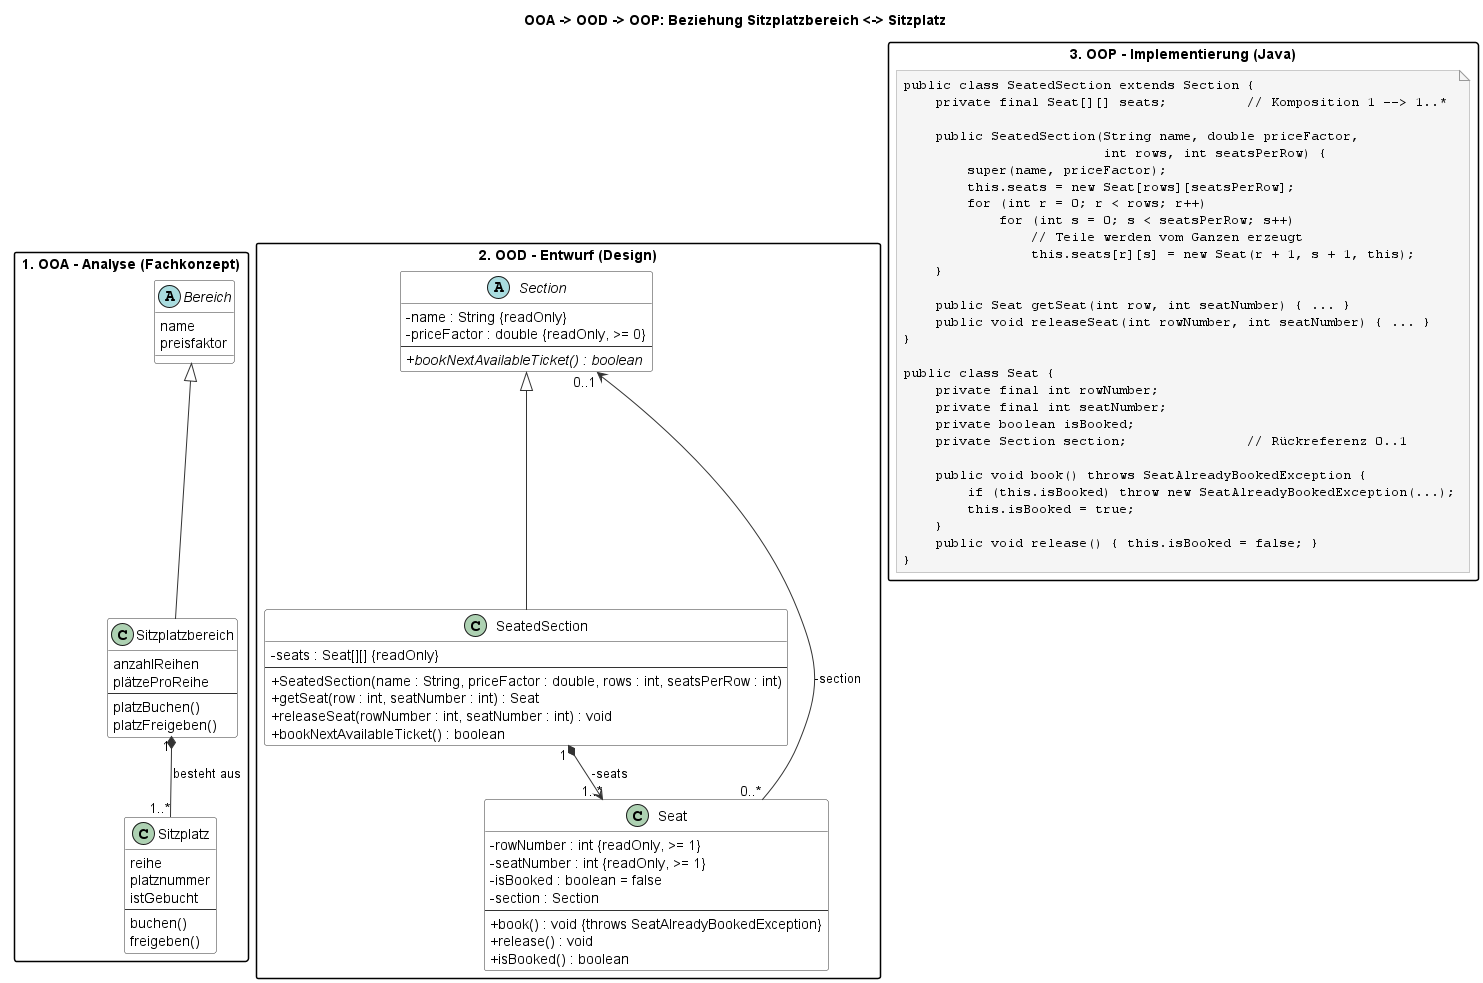 OOA -> OOD -> OOP: Beziehung Sitzplatzbereich <-> Sitzplatz
1. OOA - Analyse (Fachkonzept)
A Bereich
name
preisfaktor
C Sitzplatzbereich
anzahlReihen
plätzeProReihe
platzBuchen()
platzFreigeben()
1
besteht aus
1..*
C Sitzplatz
reihe
platznummer
istGebucht
buchen()
freigeben()
2. OOD - Entwurf (Design)
A Section
-name : String {readOnly}
-priceFactor : double {readOnly, >= 0}
+bookNextAvailableTicket() : boolean
0..1
C SeatedSection
-seats : Seat[][] {readOnly}
+SeatedSection(name : String, priceFactor : double, rows : int, seatsPerRow : int)
+getSeat(row : int, seatNumber : int) : Seat
+releaseSeat(rowNumber : int, seatNumber : int) : void
+bookNextAvailableTicket() : boolean
-section
1
-seats
1..*
0..*
C Seat
-rowNumber : int {readOnly, >= 1}
-seatNumber : int {readOnly, >= 1}
-isBooked : boolean = false
-section : Section
+book() : void {throws SeatAlreadyBookedException}
+release() : void
+isBooked() : boolean
3. OOP - Implementierung (Java)
public class SeatedSection extends Section {
    private final Seat[][] seats;          // Komposition 1 --> 1..*
    public SeatedSection(String name, double priceFactor,
                         int rows, int seatsPerRow) {
        super(name, priceFactor);
        this.seats = new Seat[rows][seatsPerRow];
        for (int r = 0; r < rows; r++)
            for (int s = 0; s < seatsPerRow; s++)
                // Teile werden vom Ganzen erzeugt
                this.seats[r][s] = new Seat(r + 1, s + 1, this);
    }
    public Seat getSeat(int row, int seatNumber) { ... }
    public void releaseSeat(int rowNumber, int seatNumber) { ... }
}
public class Seat {
    private final int rowNumber;
    private final int seatNumber;
    private boolean isBooked;
    private Section section;               // Rückreferenz 0..1
    public void book() throws SeatAlreadyBookedException {
        if (this.isBooked) throw new SeatAlreadyBookedException(...);
        this.isBooked = true;
    }
    public void release() { this.isBooked = false; }
}